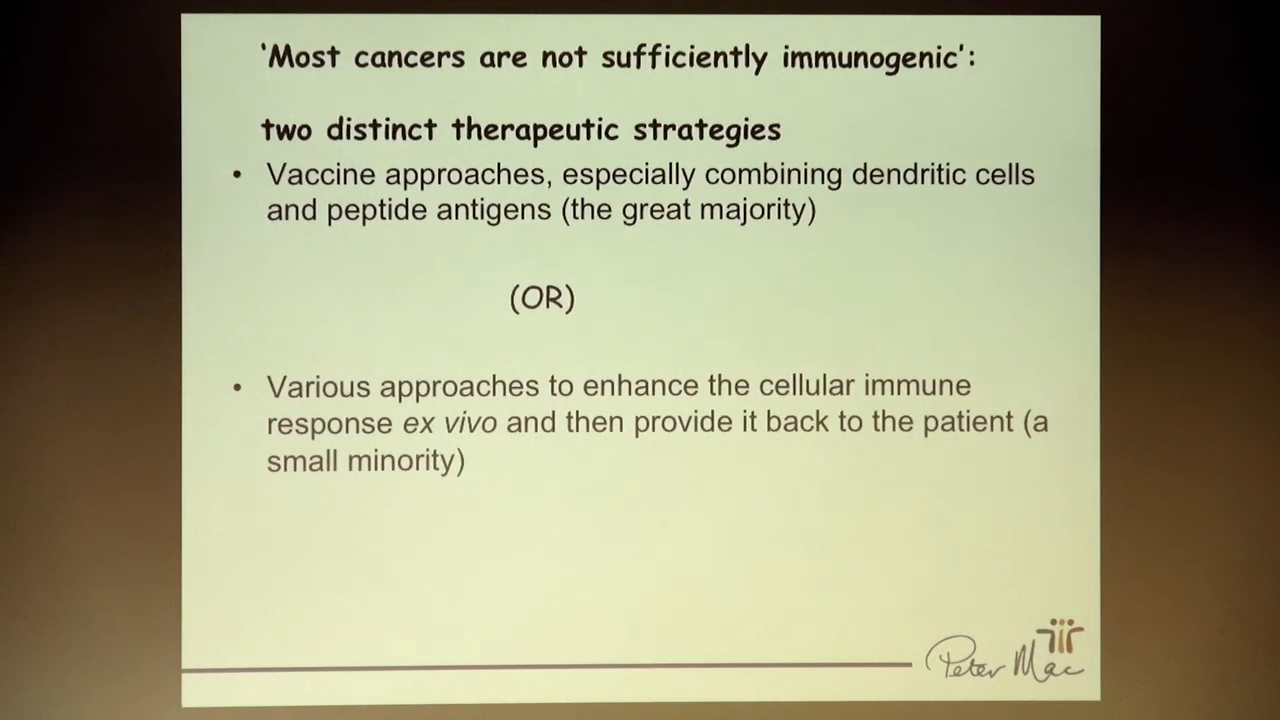 ‘Most cancers are not sufficiently immunogenic’:
two distinct therapeutic strategies
• Vaccine approaches, especially combining dendritic cells
and peptide antigens (the great majority)
(OR)
• Various approaches to enhance the cellular immune
response ex vivo and then provide it back to the patient (a
small minority)
Peter Mac